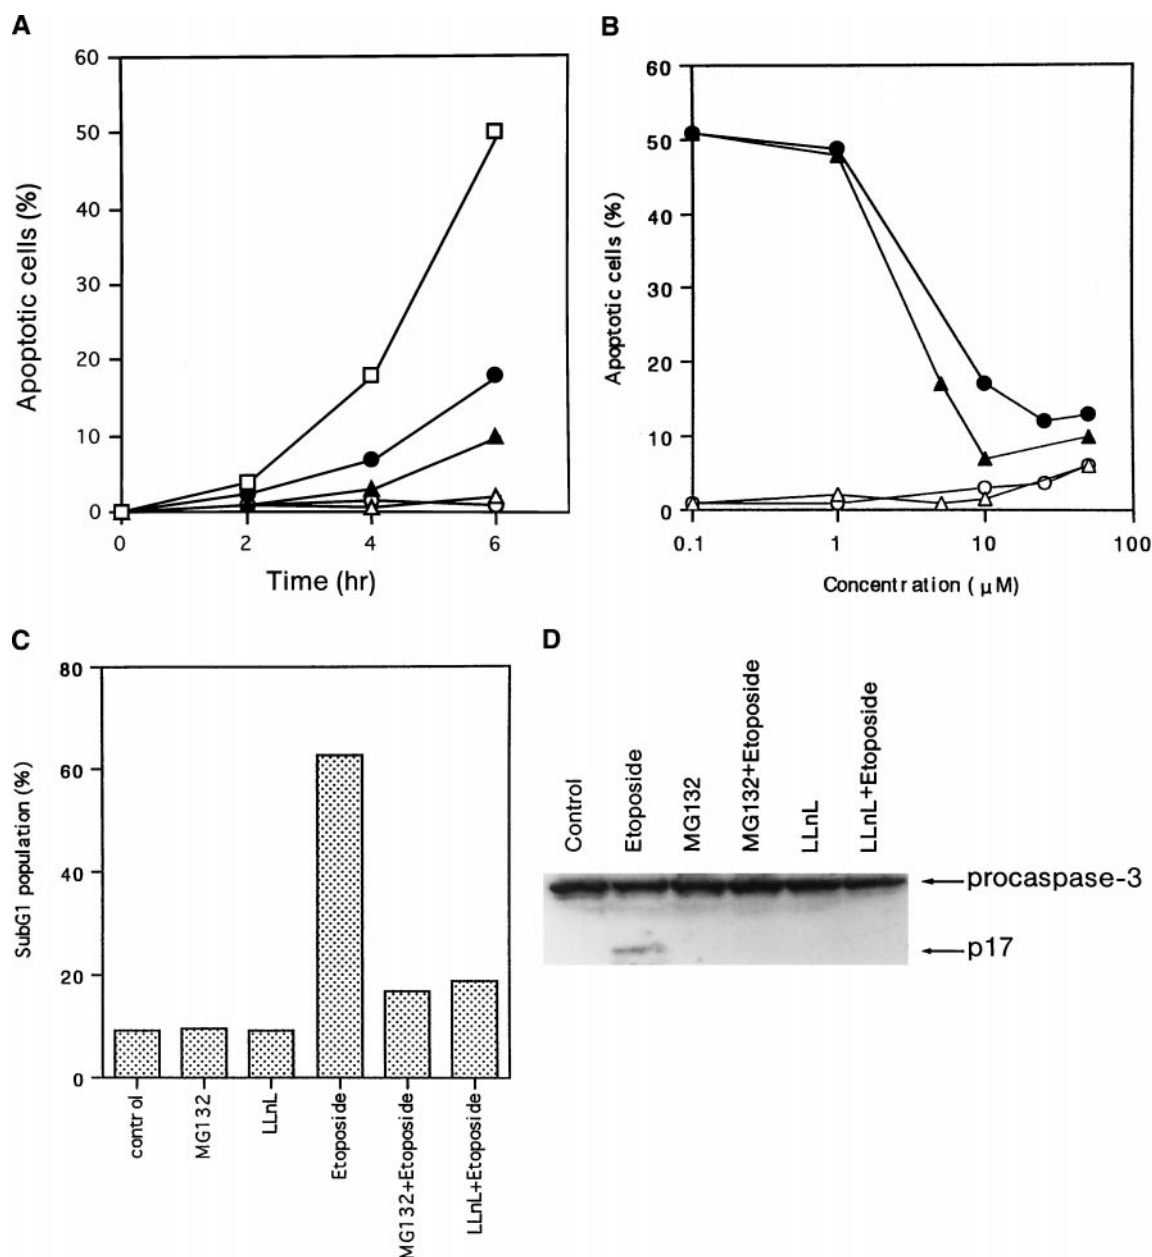 A
60
50
40
30
20
10
0
Apoptotic cells (%)
0 2 4 6
Time (hr)
B
60
50
40
30
20
10
0
Apoptotic cells (%)
0.1 1 10 100
Concentration ( μM)
C
80
60
40
20
0
SubG1 population (%)
control
MG132
LLnL
Etoposide
MG132+Etoposide
LLnL+Etoposide
D
Control
Etoposide
MG132
MG132+Etoposide
LLnL
LLnL+Etoposide
procaspase-3
p17